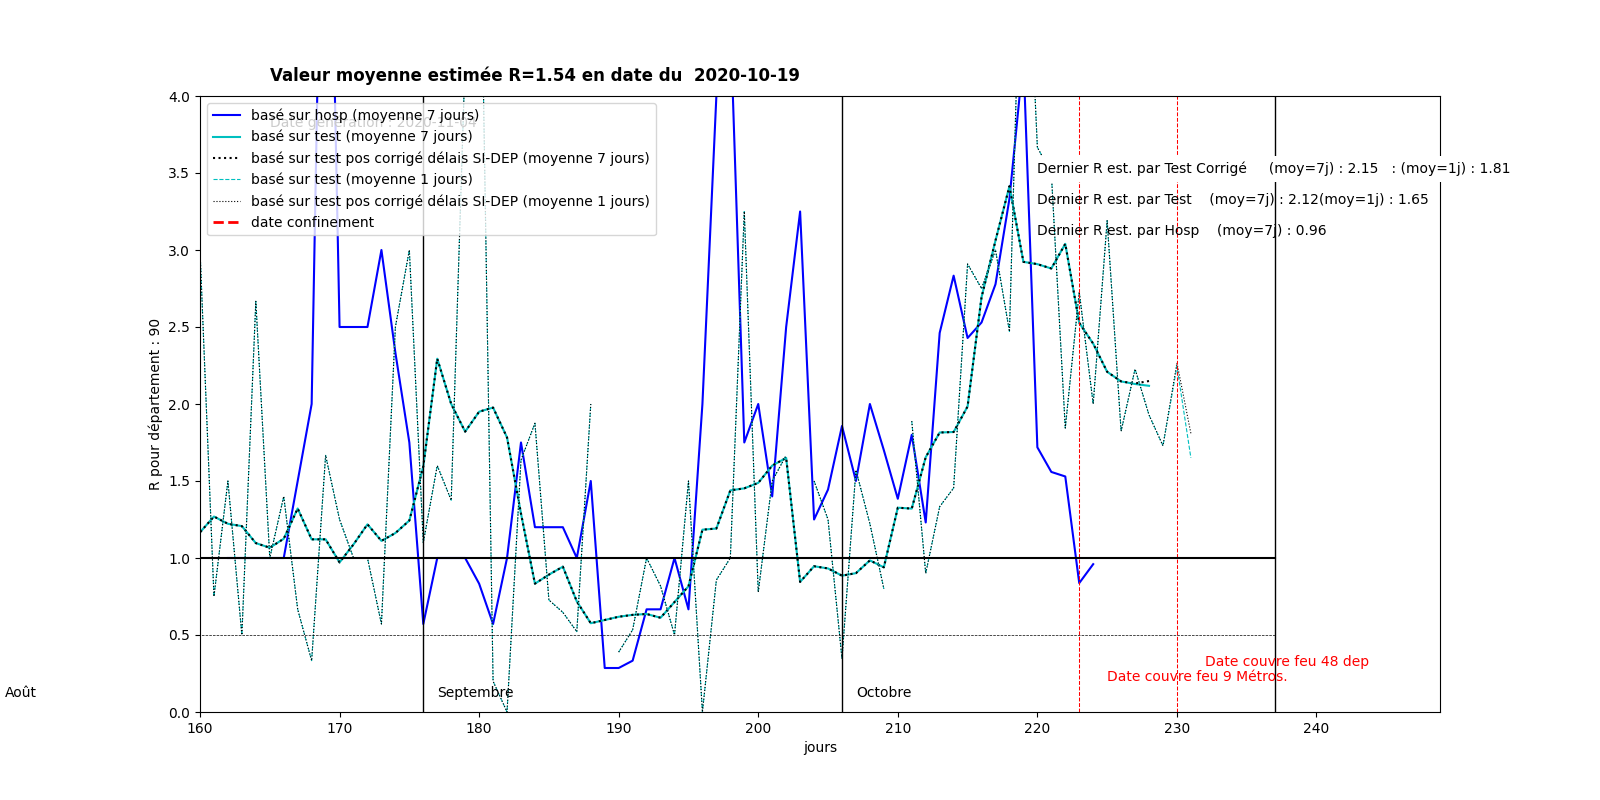 Valeur moyenne estimée R=1.54 en date du  2020-10-19
4.0
3.5
3.0
2.5
2.0
1.5
1.0
0.5
0.0
R pour département : 90
basé sur hosp (moyenne 7 jours)
Date génération : 2020-11-04
basé sur test (moyenne 7 jours)
basé sur test pos corrigé délais SI-DEP (moyenne 7 jours)
basé sur test (moyenne 1 jours)
basé sur test pos corrigé délais SI-DEP (moyenne 1 jours)
date confinement
Dernier R est. par Test Corrigé     (moy=7j) : 2.15   : (moy=1j) : 1.81
Dernier R est. par Test    (moy=7j) : 2.12(moy=1j) : 1.65
Dernier R est. par Hosp    (moy=7j) : 0.96
Date couvre feu 48 dep
Date couvre feu 9 Métros.
Août
Septembre
Octobre
160 170 180 190 200 210 220 230 240
jours